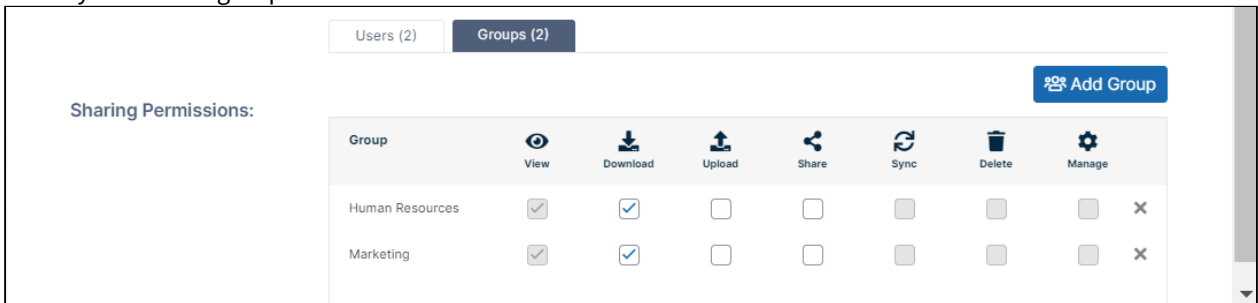 Users (2) Groups (2)
Add Group
Sharing Permissions:
Group View Download Upload Share Sync Delete Manage
Human Resources
Marketing